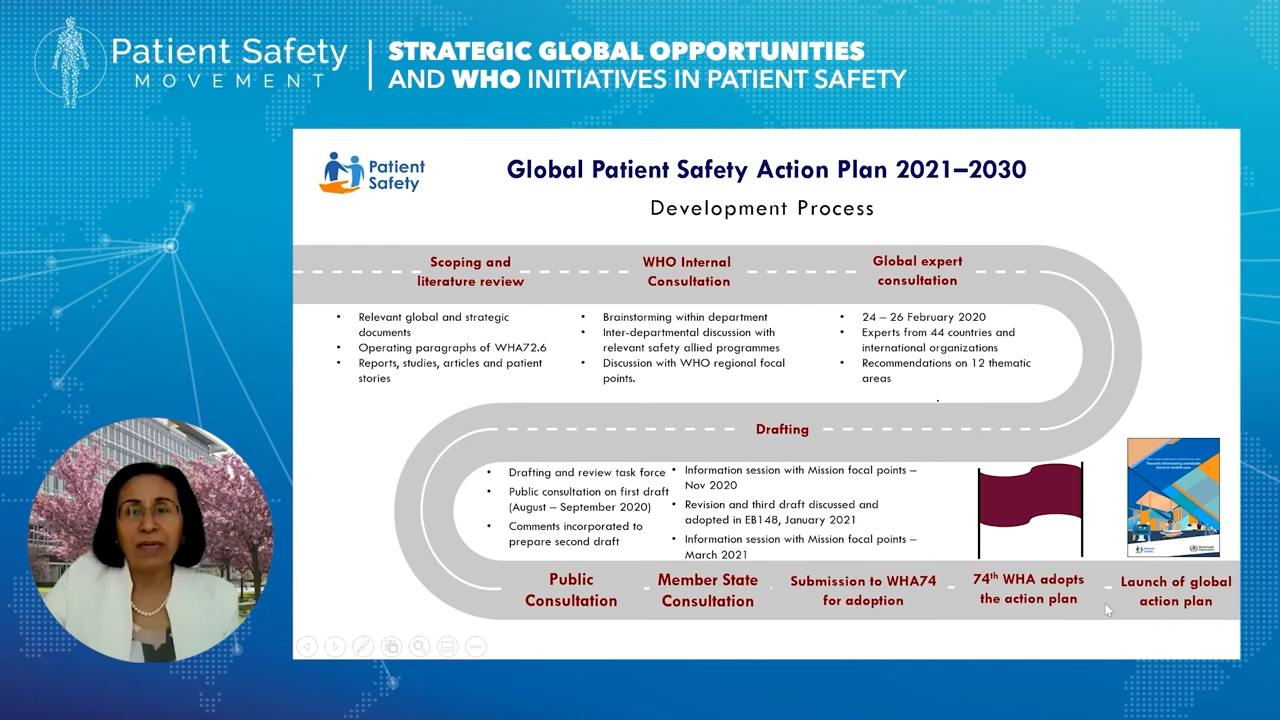 Patient Safety
MOVEMENT
STRATEGIC GLOBAL OPPORTUNITIES
AND WHO INITIATIVES IN PATIENT SAFETY
Patient
Safety
Global Patient Safety Action Plan 2021–2030
Development Process
Scoping and
literature review
WHO Internal
Consultation
Global expert
consultation
• Relevant global and strategic
documents
• Operating paragraphs of WHA72.6
• Reports, studies, articles and patient
stories
• Brainstorming within department
• Inter-departmental discussion with
relevant safety allied programmes
• Discussion with WHO regional focal
points.
• 24 – 26 February 2020
• Experts from 44 countries and
international organizations
• Recommendations on 12 thematic
areas
Drafting
• Drafting and review task force
• Public consultation on first draft
(August – September 2020)
• Comments incorporated to
prepare second draft
• Information session with Mission focal points –
Nov 2020
• Revision and third draft discussed and
adopted in EB148, January 2021
• Information session with Mission focal points –
March 2021
Public
Consultation
Member State
Consultation
Submission to WHA74
for adoption
74th WHA adopts
the action plan
Launch of global
action plan